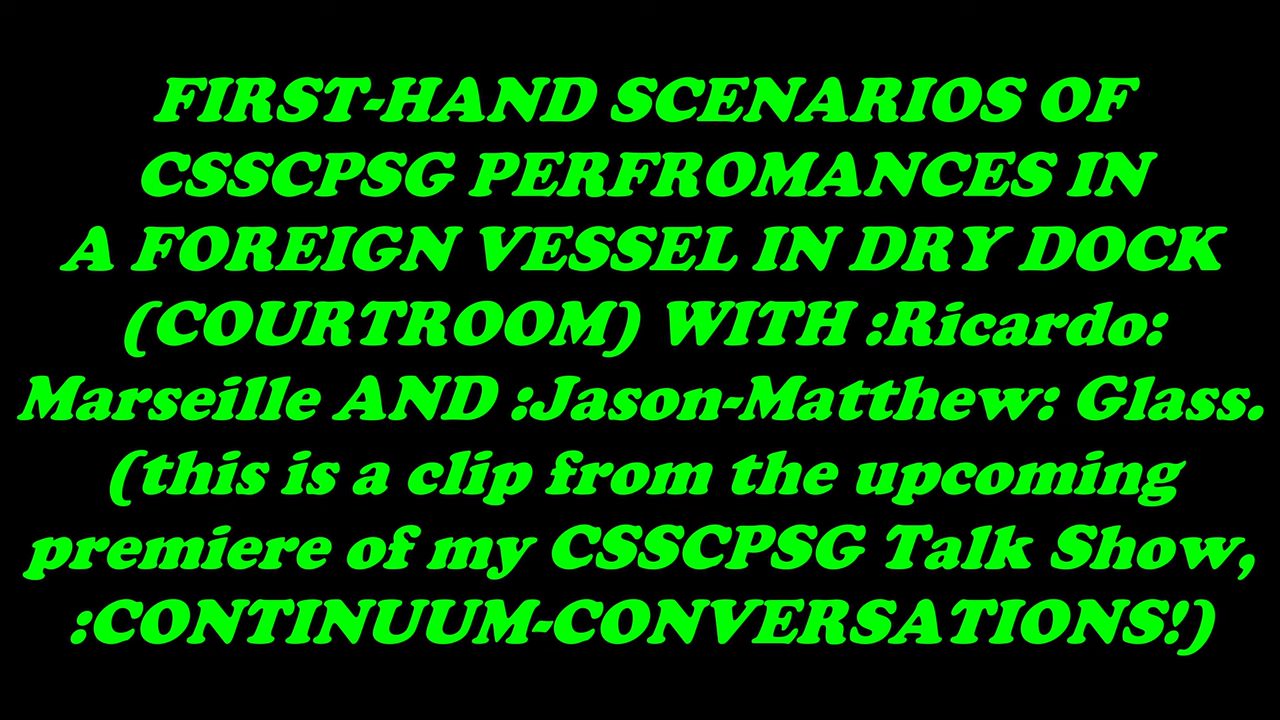 FIRST-HAND SCENARIOS OF
CSSCPSG PERFROMANCES IN
A FOREIGN VESSEL IN DRY DOCK
(COURTROOM) WITH :Ricardo:
Marseille AND :Jason-Matthew: Glass.
(this is a clip from the upcoming
premiere of my CSSCPSG Talk Show,
:CONTINUUM-CONVERSATIONS!)